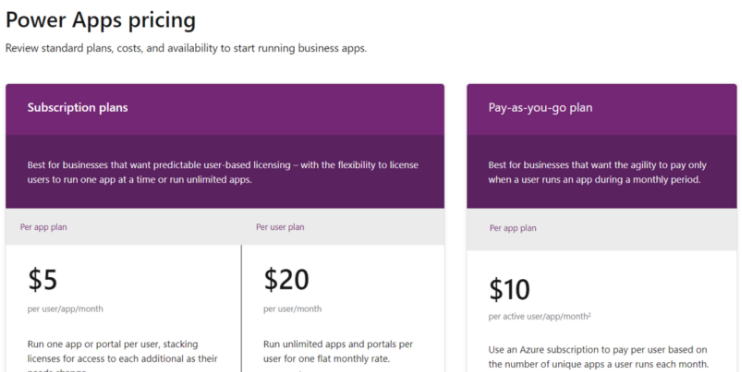 Power Apps pricing
Review standard plans, costs, and availability to start running business apps.
Subscription plans
Best for businesses that want predictable user-based licensing – with the flexibility to license
users to run one app at a time or run unlimited apps.
Per app plan
$5
per user/app/month
Run one app or portal per user, stacking
licenses for access to each additional as their
needs change.
Per user plan
$20
per user/month
Run unlimited apps and portals per
user for one flat monthly rate.
Pay-as-you-go plan
Best for businesses that want the agility to pay only
when a user runs an app during a monthly period.
Per app plan
$10
per active user/app/month²
Use an Azure subscription to pay per user based on
the number of unique apps a user runs each month.